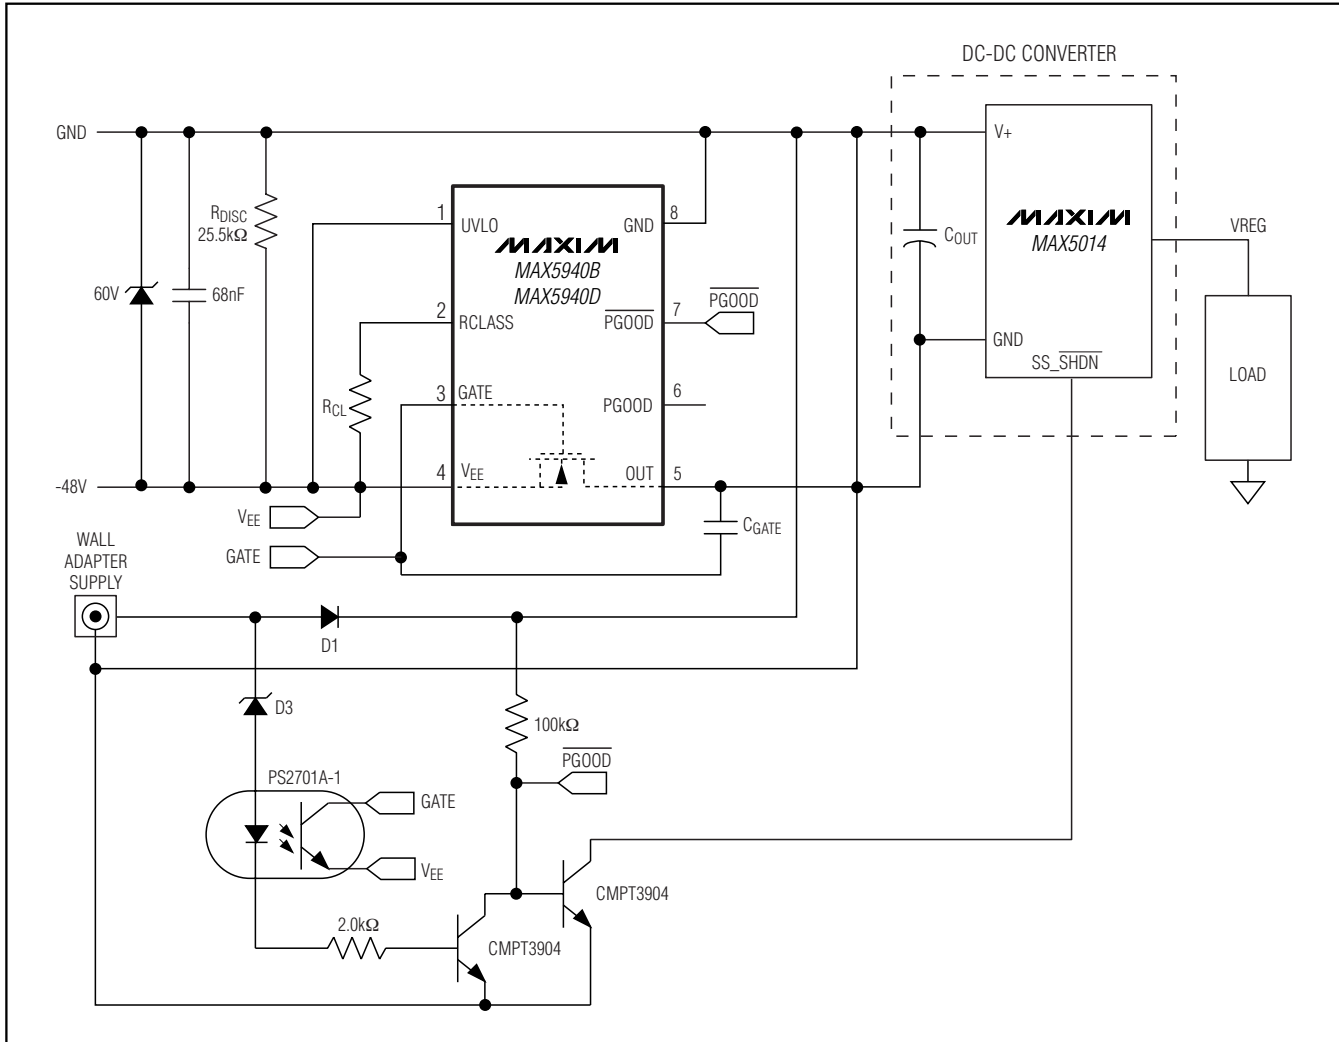 DC-DC CONVERTER
GND
V+
RDISC
25.5kΩ
1
UVLO
GND
8
MAXIM
MAX5940B
MAX5940D
COUT
MAXIM
MAX5014
VREG
60V
68nF
2
RCLASS
PGOOD
7
PGOOD
GND
SS_SHDN
LOAD
RCL
3
GATE
PGOOD
6
-48V
4
VEE
OUT
5
VEE
CGATE
GATE
WALL
ADAPTER
SUPPLY
D1
D3
100kΩ
PGOOD
PS2701A-1
GATE
VEE
CMPT3904
2.0kΩ
CMPT3904